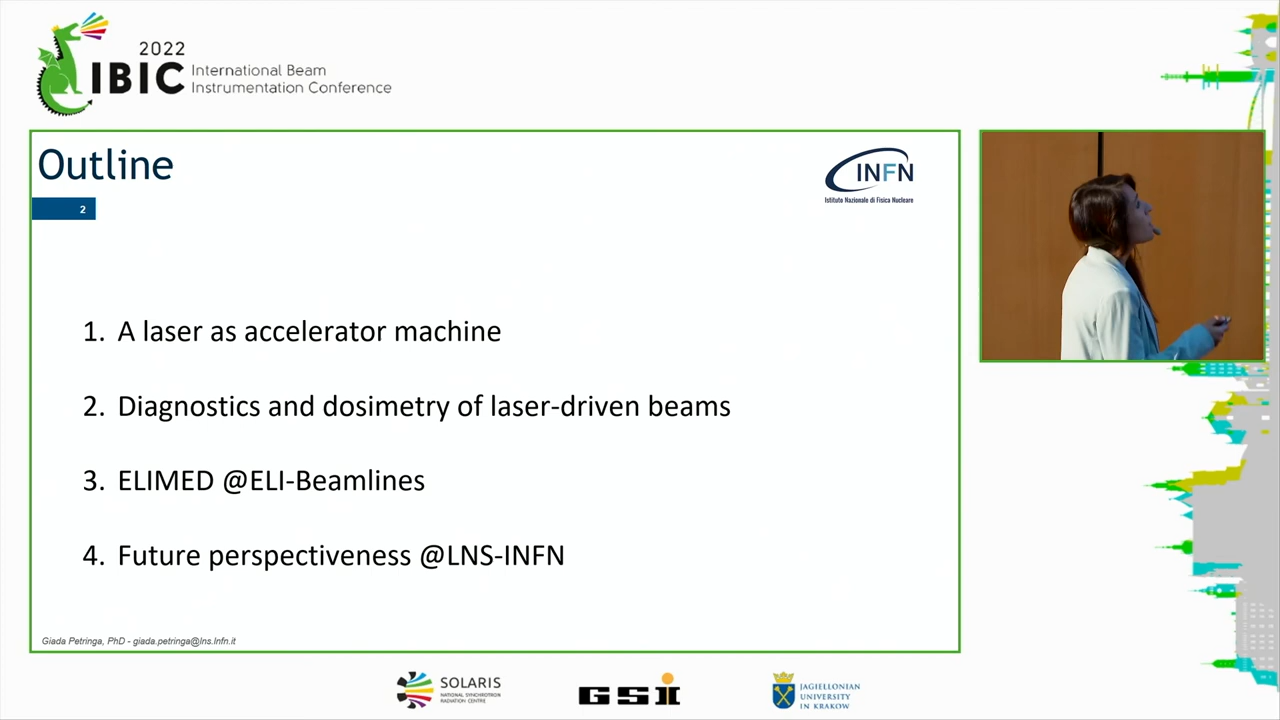 2022
IBIC
International Beam
Instrumentation Conference
Outline
2
INFN
Istituto Nazionale di Fisica Nucleare
1. A laser as accelerator machine
2. Diagnostics and dosimetry of laser-driven beams
3. ELIMED @ELI-Beamlines
4. Future perspectiveness @LNS-INFN
Giada Petringa, PhD - giada.petringa@lns.infn.it
SOLARIS
NATIONAL SYNCHROTRON
RADIATION CENTRE
GSI
JAGIELLONIAN
UNIVERSITY
IN KRAKOW